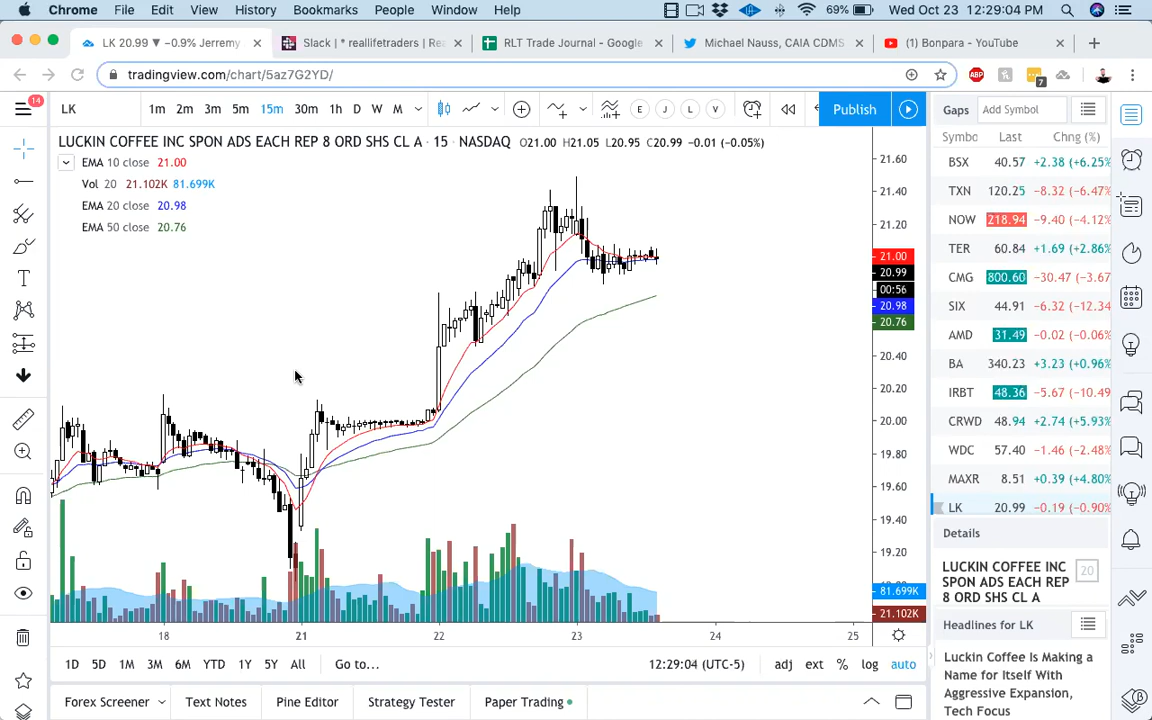 Chrome File Edit View History Bookmarks People Window Help 69% Wed Oct 23 12:29:04 PM
LK 20.99 ▼ −0.9% Jerremy
Slack | * reallifetraders | Rea
RLT Trade Journal - Google
Michael Nauss, CAIA CDMS
(1) Bonpara - YouTube
tradingview.com/chart/5az7G2YD/
ABP
7
14
LK 1m 2m 3m 5m 15m 30m 1h D W M E J L V Publish
LUCKIN COFFEE INC SPON ADS EACH REP 8 ORD SHS CL A · 15 · NASDAQ O21.00 H21.05 L20.95 C20.99 −0.01 (−0.05%)
EMA 10 close 21.00
Vol 20 21.102K 81.699K
EMA 20 close 20.98
EMA 50 close 20.76
21.60
21.40
21.20
21.00
20.99
00:56
20.98
20.76
20.40
20.20
20.00
19.80
19.60
19.40
19.20
81.699K
21.102K
18 21 22 23 24 25
1D 5D 1M 3M 6M YTD 1Y 5Y All Go to... 12:29:04 (UTC-5) adj ext % log auto
Forex Screener Text Notes Pine Editor Strategy Tester Paper Trading
Gaps Add Symbol
Symbo Last Chng (%)
BSX 40.57 +2.38 (+6.25%
TXN 120.25 −8.32 (−6.47%
NOW 218.94 −9.40 (−4.12%
TER 60.84 +1.69 (+2.86%
CMG 800.60 −30.47 (−3.67
SIX 44.91 −6.32 (−12.34
AMD 31.49 −0.02 (−0.06%
BA 340.23 +3.23 (+0.96%
IRBT 48.36 −5.67 (−10.49
CRWD 48.94 +2.74 (+5.93%
WDC 57.40 −1.46 (−2.48%
MAXR 8.51 +0.39 (+4.80%
LK 20.99 −0.19 (−0.90%
Details
LUCKIN COFFEE INC
SPON ADS EACH REP
8 ORD SHS CL A
20
Headlines for LK
Luckin Coffee Is Making a
Name for Itself With
Aggressive Expansion,
Tech Focus